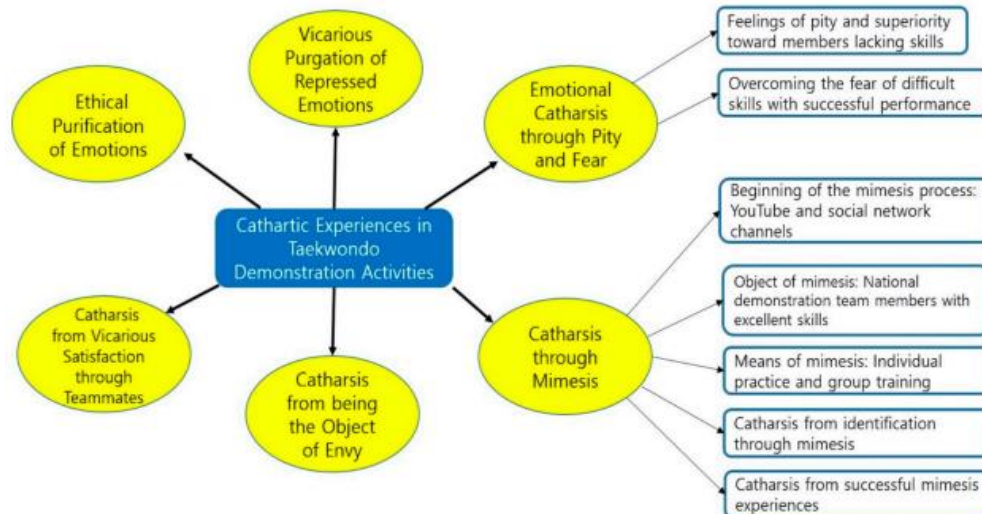 Vicarious
Purgation of
Repressed
Emotions
Ethical
Purification
of Emotions
Emotional
Catharsis
through Pity
and Fear
Feelings of pity and superiority
toward members lacking skills
Overcoming the fear of difficult
skills with successful performance
Cathartic Experiences in
Taekwondo
Demonstration Activities
Catharsis
from Vicarious
Satisfaction
through
Teammates
Catharsis
from being
the Object
of Envy
Catharsis
through
Mimesis
Beginning of the mimesis process:
YouTube and social network
channels
Object of mimesis: National
demonstration team members with
excellent skills
Means of mimesis: Individual
practice and group training
Catharsis from identification
through mimesis
Catharsis from successful mimesis
experiences